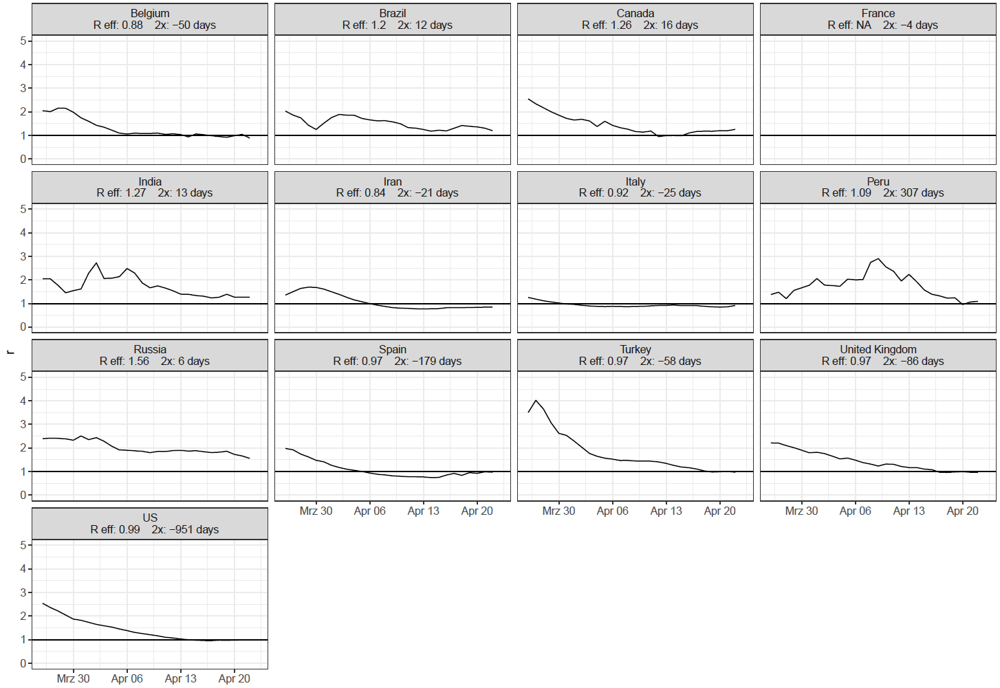 Belgium
R eff: 0.88 2x: −50 days
Brazil
R eff: 1.2 2x: 12 days
Canada
R eff: 1.26 2x: 16 days
France
R eff: NA 2x: −4 days
5
4
3
2
1
0
India
R eff: 1.27 2x: 13 days
Iran
R eff: 0.84 2x: −21 days
Italy
R eff: 0.92 2x: −25 days
Peru
R eff: 1.09 2x: 307 days
5
4
3
2
1
0
r
Russia
R eff: 1.56 2x: 6 days
Spain
R eff: 0.97 2x: −179 days
Turkey
R eff: 0.97 2x: −58 days
United Kingdom
R eff: 0.97 2x: −86 days
5
4
3
2
1
0
Mrz 30 Apr 06 Apr 13 Apr 20
Mrz 30 Apr 06 Apr 13 Apr 20
Mrz 30 Apr 06 Apr 13 Apr 20
US
R eff: 0.99 2x: −951 days
5
4
3
2
1
0
Mrz 30 Apr 06 Apr 13 Apr 20